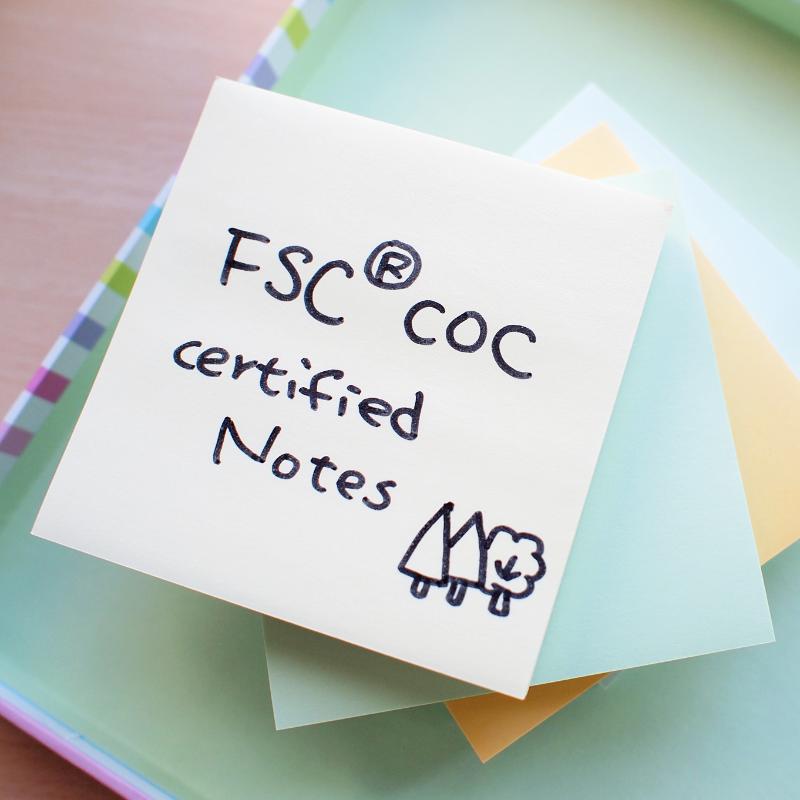 FSC® COC
certified
Notes